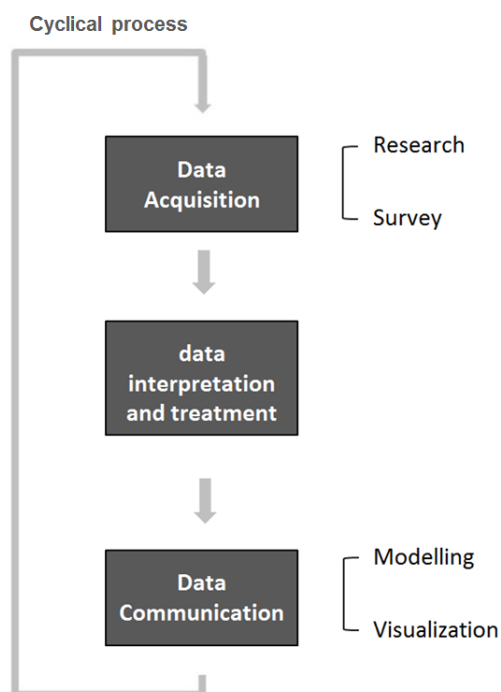 Cyclical process
Data
Acquisition
Research
Survey
data
interpretation
and treatment
Data
Communication
Modelling
Visualization